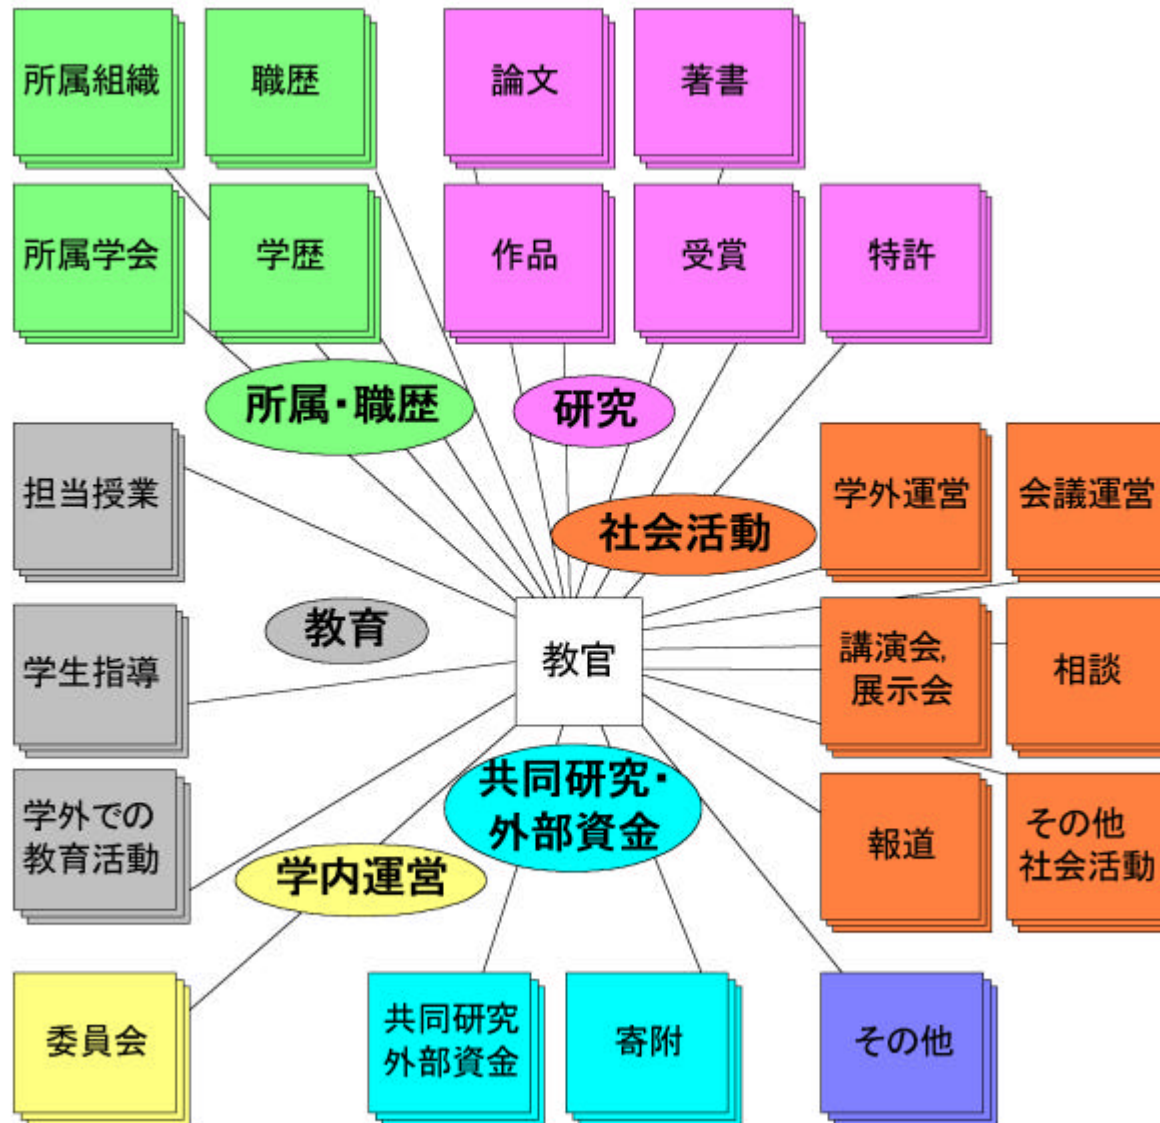 所属組織
職歴
論文
著書
所属学会
学歴
作品
受賞
特許
所属・職歴
研究
担当授業
学外運営
会議運営
社会活動
教育
学生指導
教官
講演会,
展示会
相談
共同研究・
外部資金
学外での
教育活動
報道
その他
社会活動
学内運営
委員会
共同研究
外部資金
寄附
その他